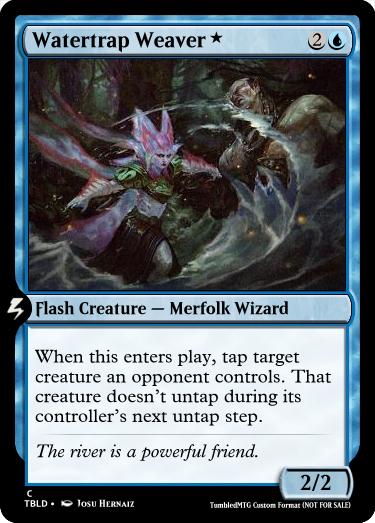 Watertrap Weaver★ 2
Flash Creature — Merfolk Wizard
When this enters play, tap target
creature an opponent controls. That
creature doesn't untap during its
controller's next untap step.
The river is a powerful friend.
2/2
C
TBLD • Josu Hernaiz
TumbledMTG Custom Format (NOT FOR SALE)